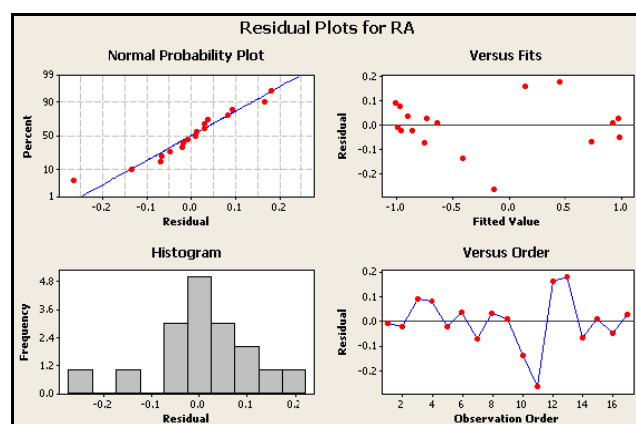 Residual Plots for RA
Normal Probability Plot
99
90
50
10
1
Percent
-0.2 -0.1 0.0 0.1 0.2
Residual
Versus Fits
0.2
0.1
0.0
-0.1
-0.2
Residual
-1.0 -0.5 0.0 0.5 1.0
Fitted Value
Histogram
4.8
3.6
2.4
1.2
0.0
Frequency
-0.2 -0.1 0.0 0.1 0.2
Residual
Versus Order
0.2
0.1
0.0
-0.1
-0.2
Residual
2 4 6 8 10 12 14 16
Observation Order